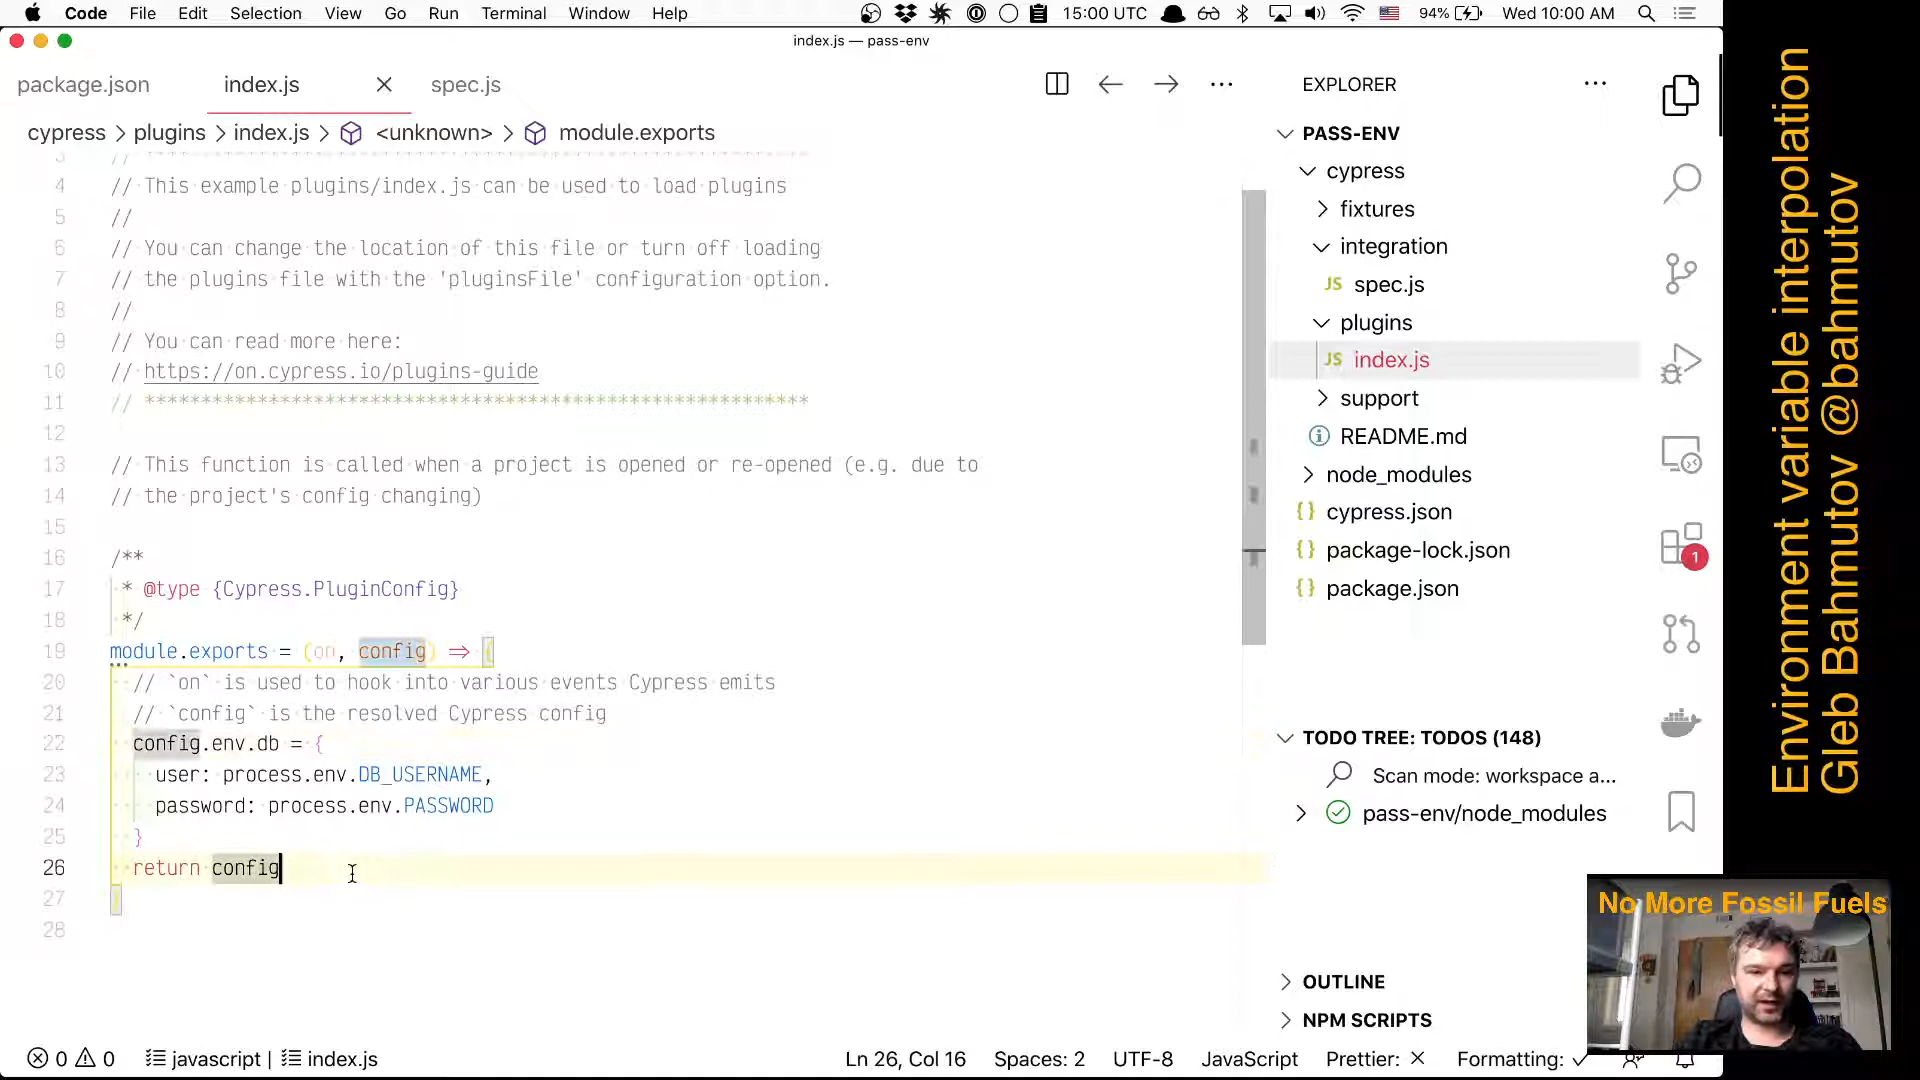 Code File Edit Selection View Go Run Terminal Window Help 15:00 UTC 94% Wed 10:00 AM
index.js — pass-env
package.json index.js spec.js
cypress > plugins > index.js > <unknown> > module.exports
3 // ***********************************************************
4 // This example plugins/index.js can be used to load plugins
5 //
6 // You can change the location of this file or turn off loading
7 // the plugins file with the 'pluginsFile' configuration option.
8 //
9 // You can read more here:
10 // https://on.cypress.io/plugins-guide
11 // ***********************************************************
12
13 // This function is called when a project is opened or re-opened (e.g. due to
14 // the project's config changing)
15
16 /**
17 * @type {Cypress.PluginConfig}
18 */
19 module.exports = (on, config) => {
20 // `on` is used to hook into various events Cypress emits
21 // `config` is the resolved Cypress config
22 config.env.db = {
23 user: process.env.DB_USERNAME,
24 password: process.env.PASSWORD
25 }
26 return config
27 }
28
EXPLORER
PASS-ENV
cypress
fixtures
integration
JS spec.js
plugins
JS index.js
support
README.md
node_modules
{} cypress.json
{} package-lock.json
{} package.json
1
TODO TREE: TODOS (148)
Scan mode: workspace a...
pass-env/node_modules
OUTLINE
NPM SCRIPTS
0 0 javascript | index.js Ln 26, Col 16 Spaces: 2 UTF-8 JavaScript Prettier: × Formatting: ✓
Environment variable interpolation
Gleb Bahmutov @bahmutov
No More Fossil Fuels